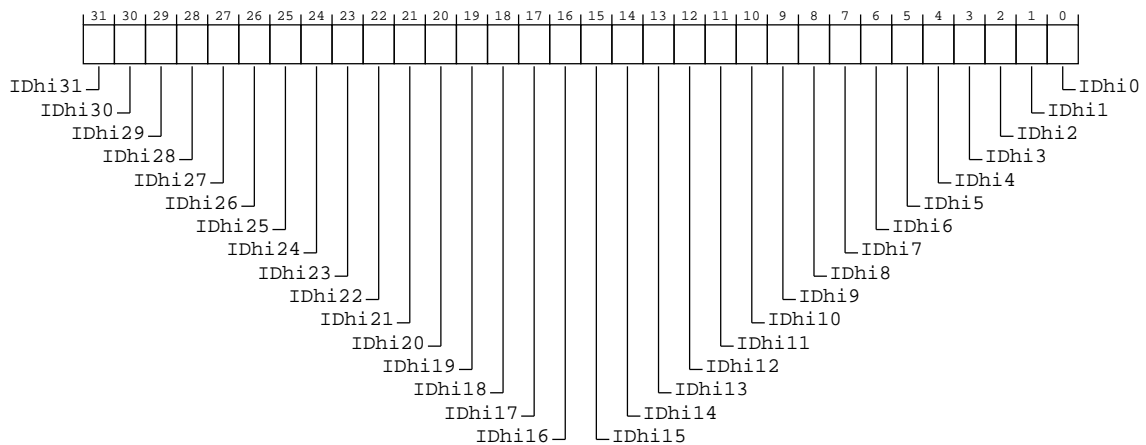 31 30 29 28 27 26 25 24 23 22 21 20 19 18 17 16 15 14 13 12 11 10 9 8 7 6 5 4 3 2 1 0
IDhi31 IDhi0
IDhi30 IDhi1
IDhi29 IDhi2
IDhi28 IDhi3
IDhi27 IDhi4
IDhi26 IDhi5
IDhi25 IDhi6
IDhi24 IDhi7
IDhi23 IDhi8
IDhi22 IDhi9
IDhi21 IDhi10
IDhi20 IDhi11
IDhi19 IDhi12
IDhi18 IDhi13
IDhi17 IDhi14
IDhi16 IDhi15